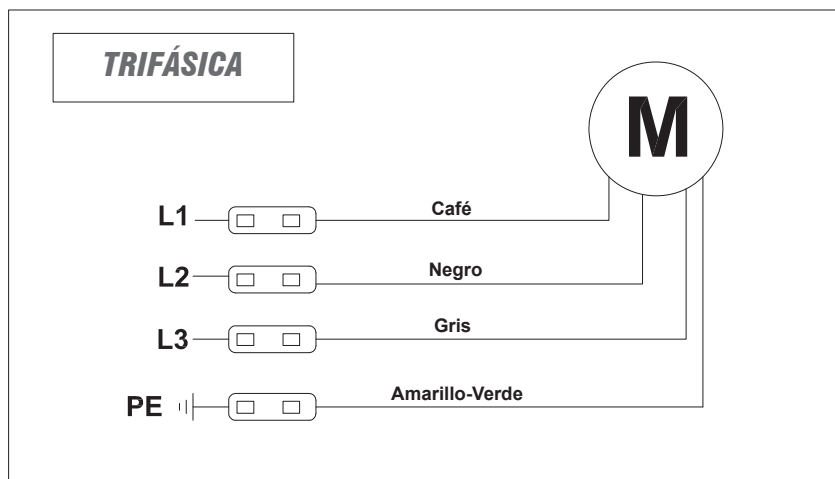 TRIFÁSICA
M
L1 Café
L2 Negro
L3 Gris
PE Amarillo-Verde